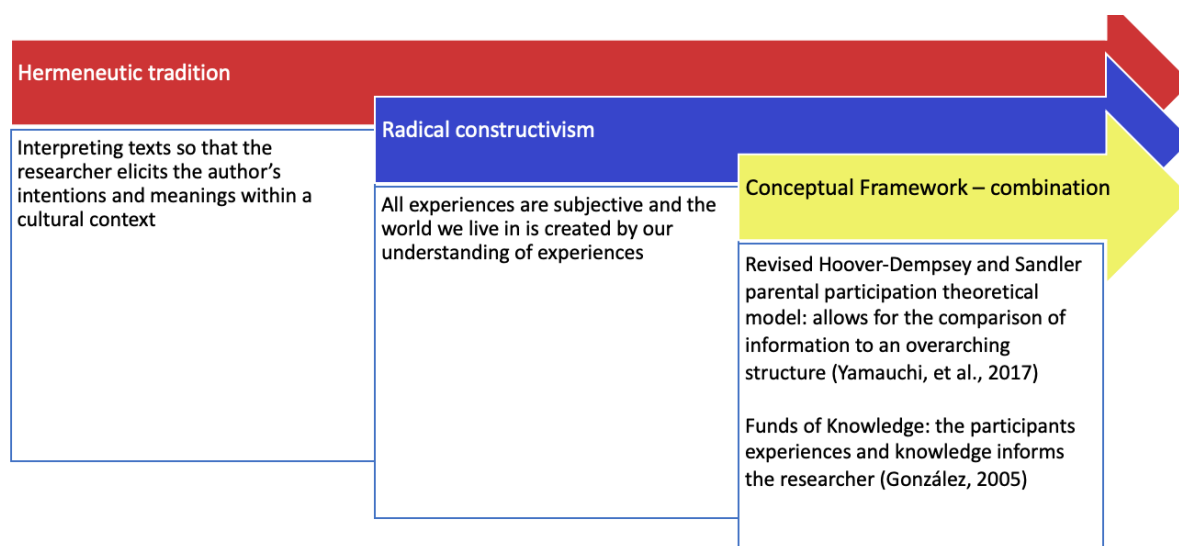 Hermeneutic tradition
Interpreting texts so that the
researcher elicits the author’s
intentions and meanings within a
cultural context
Radical constructivism
All experiences are subjective and the
world we live in is created by our
understanding of experiences
Conceptual Framework – combination
Revised Hoover-Dempsey and Sandler
parental participation theoretical
model: allows for the comparison of
information to an overarching
structure (Yamauchi, et al., 2017)
Funds of Knowledge: the participants
experiences and knowledge informs
the researcher (González, 2005)